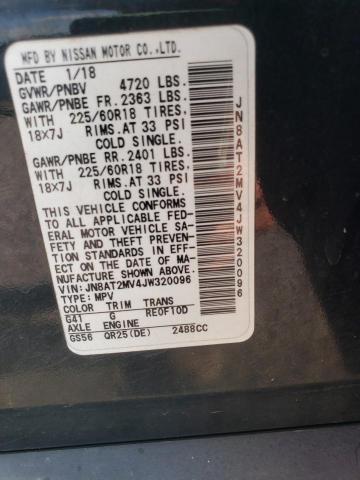 MFD BY NISSAN MOTOR CO.,LTD.
DATE 1/18
GVWR/PNBV 4720 LBS.
GAWR/PNBE FR. 2363 LBS.
WITH 225/60R18 TIRES,
18X7J RIMS.AT 33 PSI
COLD SINGLE.
GAWR/PNBE RR. 2401 LBS.
WITH 225/60R18 TIRES,
18X7J RIMS.AT 33 PSI
COLD SINGLE.
THIS VEHICLE CONFORMS
TO ALL APPLICABLE FED-
ERAL MOTOR VEHICLE SA-
FETY AND THEFT PREVENT-
ION STANDARDS IN EFF-
ECT ON THE DATE OF MA-
NUFACTURE SHOWN ABOVE.
VIN: JN8AT2MV4JW320096
TYPE: MPV
COLOR TRIM TRANS
G41 G RE0F10D
AXLE ENGINE
GS56 QR25(DE) 2488CC
JN8AT2MV4JW320096